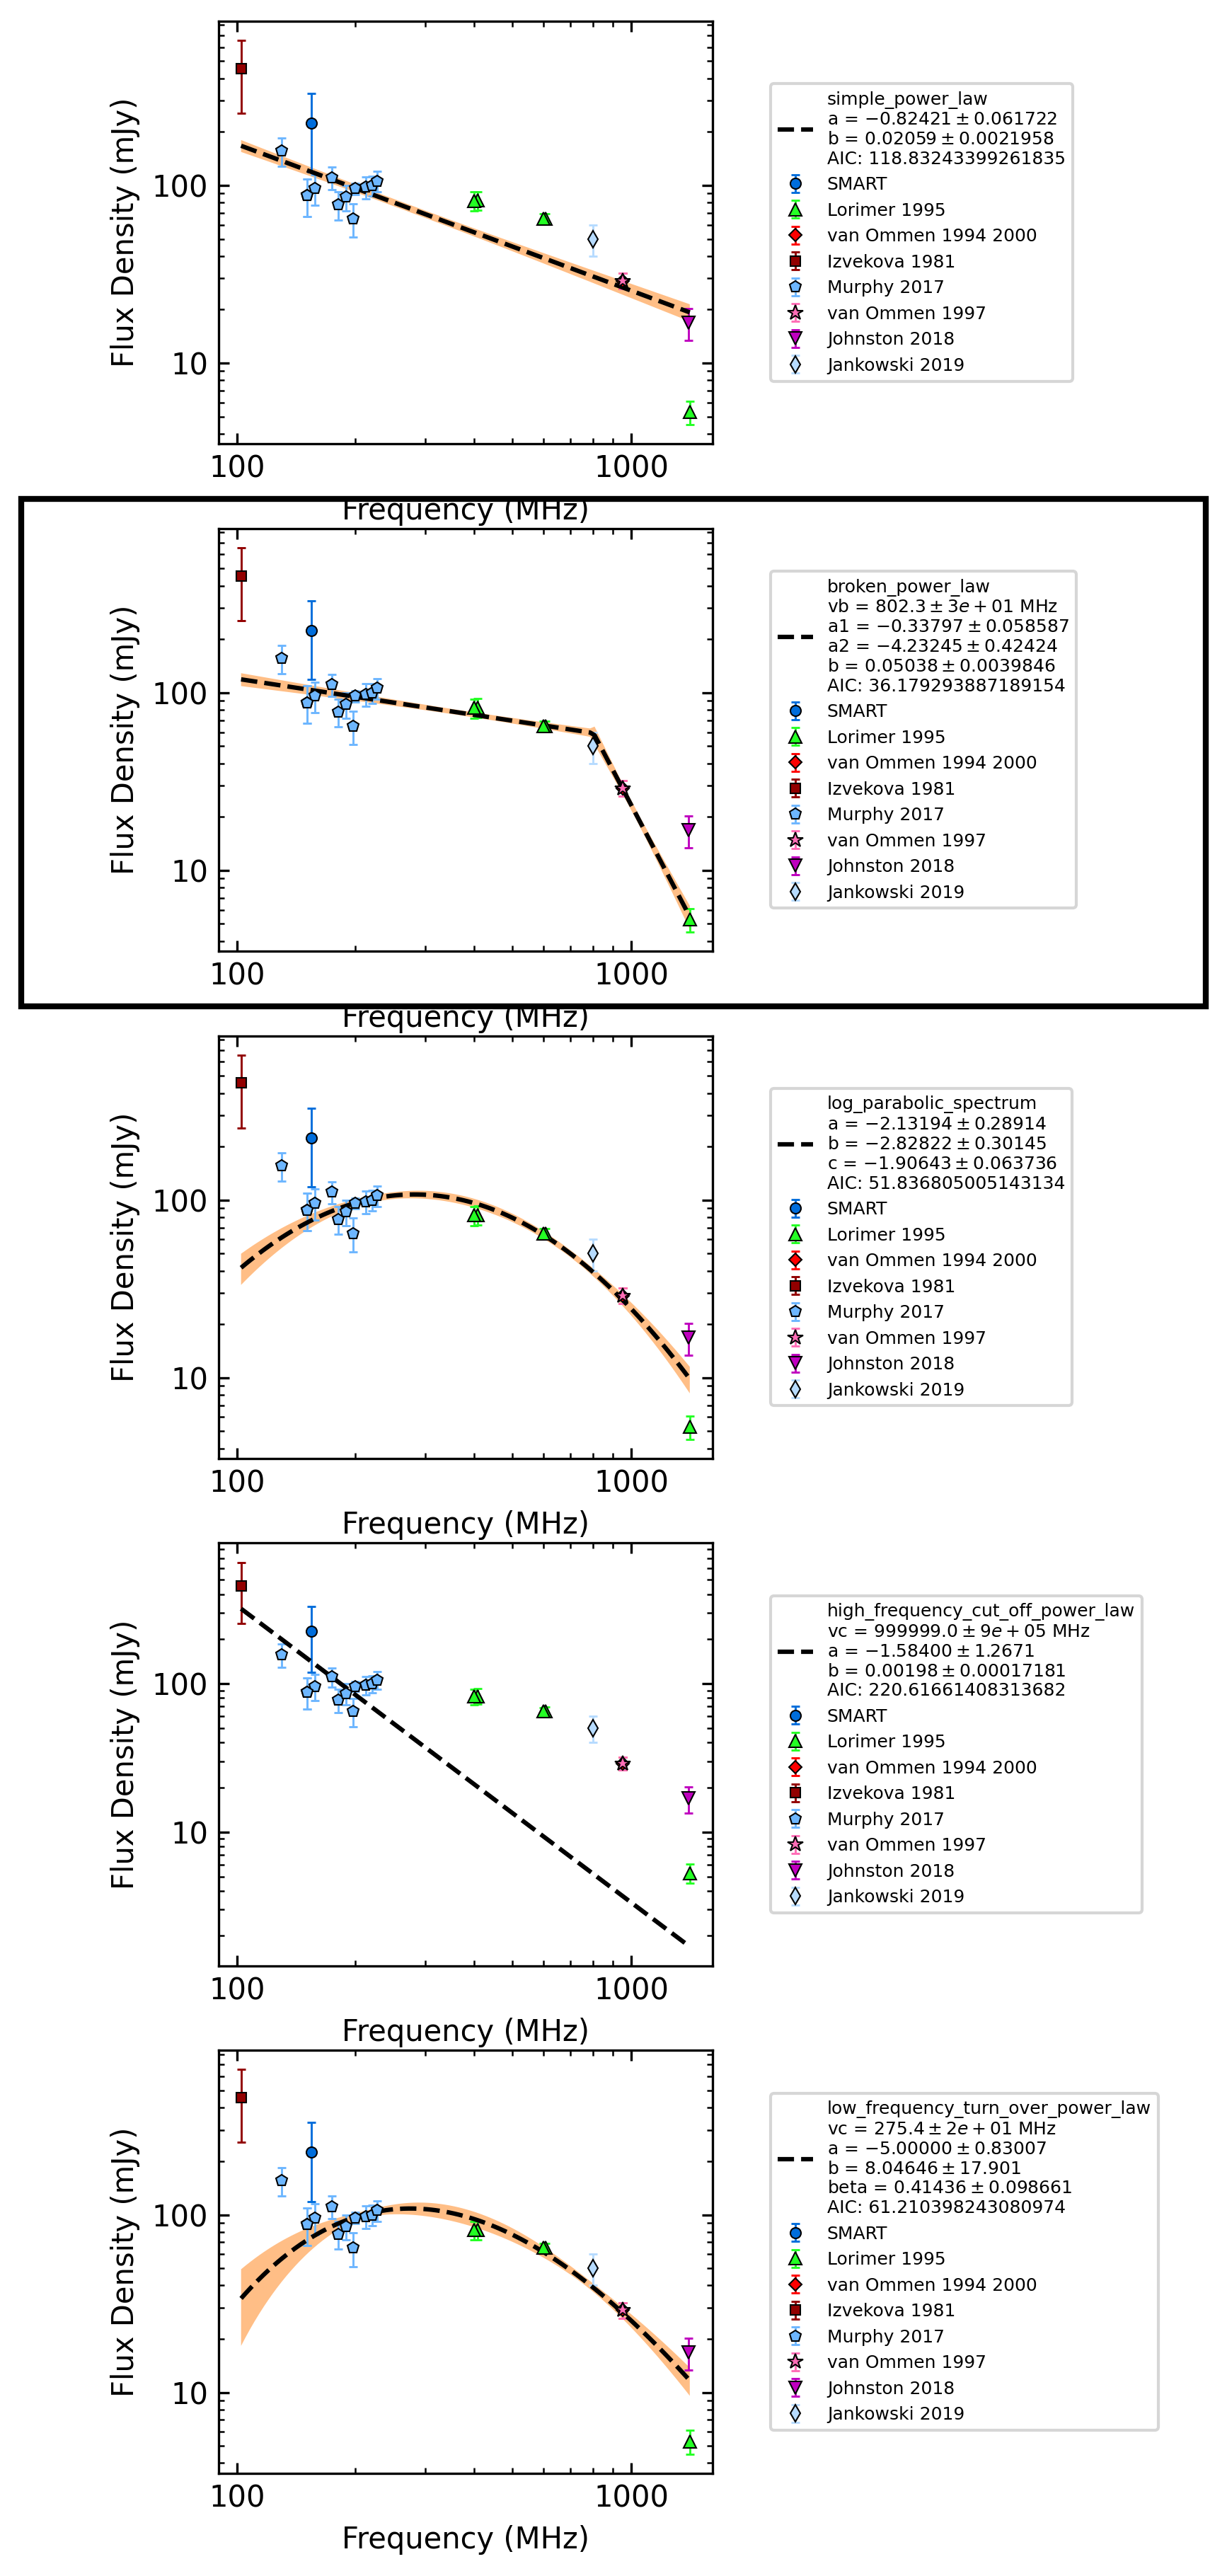 Flux Density (mJy)
100
10
100
1000
Frequency (MHz)
simple_power_law
a = −0.82421 ± 0.061722
b = 0.02059 ± 0.0021958
AIC: 118.83243399261835
SMART
Lorimer 1995
van Ommen 1994 2000
Izvekova 1981
Murphy 2017
van Ommen 1997
Johnston 2018
Jankowski 2019
Flux Density (mJy)
100
10
100
1000
Frequency (MHz)
broken_power_law
vb = 802.3 ± 3e + 01 MHz
a1 = −0.33797 ± 0.058587
a2 = −4.23245 ± 0.42424
b = 0.05038 ± 0.0039846
AIC: 36.179293887189154
SMART
Lorimer 1995
van Ommen 1994 2000
Izvekova 1981
Murphy 2017
van Ommen 1997
Johnston 2018
Jankowski 2019
Flux Density (mJy)
100
10
100
1000
Frequency (MHz)
log_parabolic_spectrum
a = −2.13194 ± 0.28914
b = −2.82822 ± 0.30145
c = −1.90643 ± 0.063736
AIC: 51.836805005143134
SMART
Lorimer 1995
van Ommen 1994 2000
Izvekova 1981
Murphy 2017
van Ommen 1997
Johnston 2018
Jankowski 2019
Flux Density (mJy)
100
10
100
1000
Frequency (MHz)
high_frequency_cut_off_power_law
vc = 999999.0 ± 9e + 05 MHz
a = −1.58400 ± 1.2671
b = 0.00198 ± 0.00017181
AIC: 220.61661408313682
SMART
Lorimer 1995
van Ommen 1994 2000
Izvekova 1981
Murphy 2017
van Ommen 1997
Johnston 2018
Jankowski 2019
Flux Density (mJy)
100
10
100
1000
Frequency (MHz)
low_frequency_turn_over_power_law
vc = 275.4 ± 2e + 01 MHz
a = −5.00000 ± 0.83007
b = 8.04646 ± 17.901
beta = 0.41436 ± 0.098661
AIC: 61.210398243080974
SMART
Lorimer 1995
van Ommen 1994 2000
Izvekova 1981
Murphy 2017
van Ommen 1997
Johnston 2018
Jankowski 2019